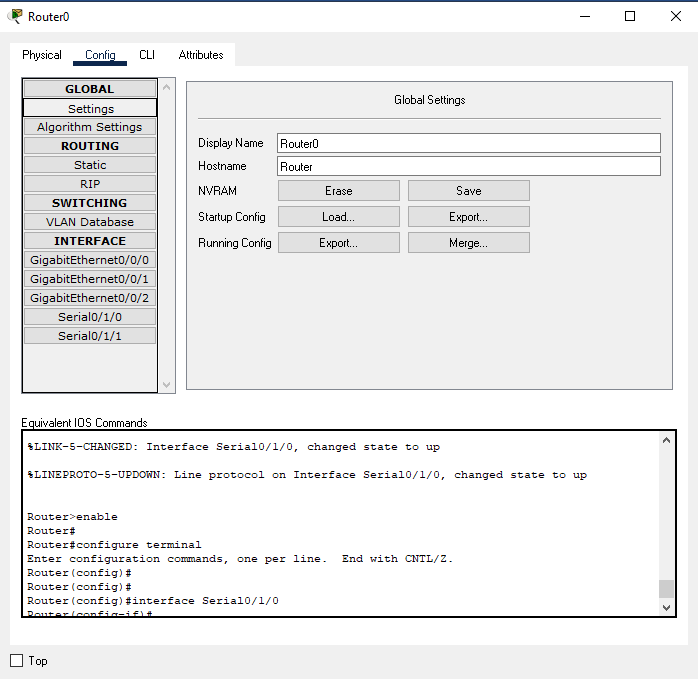 Router0
Physical Config CLI Attributes
GLOBAL
Settings
Algorithm Settings
ROUTING
Static
RIP
SWITCHING
VLAN Database
INTERFACE
GigabitEthernet0/0/0
GigabitEthernet0/0/1
GigabitEthernet0/0/2
Serial0/1/0
Serial0/1/1
Global Settings
Display Name Router0
Hostname Router
NVRAM Erase Save
Startup Config Load... Export...
Running Config Export... Merge...
Equivalent IOS Commands
%LINK-5-CHANGED: Interface Serial0/1/0, changed state to up
%LINEPROTO-5-UPDOWN: Line protocol on Interface Serial0/1/0, changed state to up
Router>enable
Router#
Router#configure terminal
Enter configuration commands, one per line. End with CNTL/Z.
Router(config)#
Router(config)#
Router(config)#interface Serial0/1/0
Router(config-if)#
Top